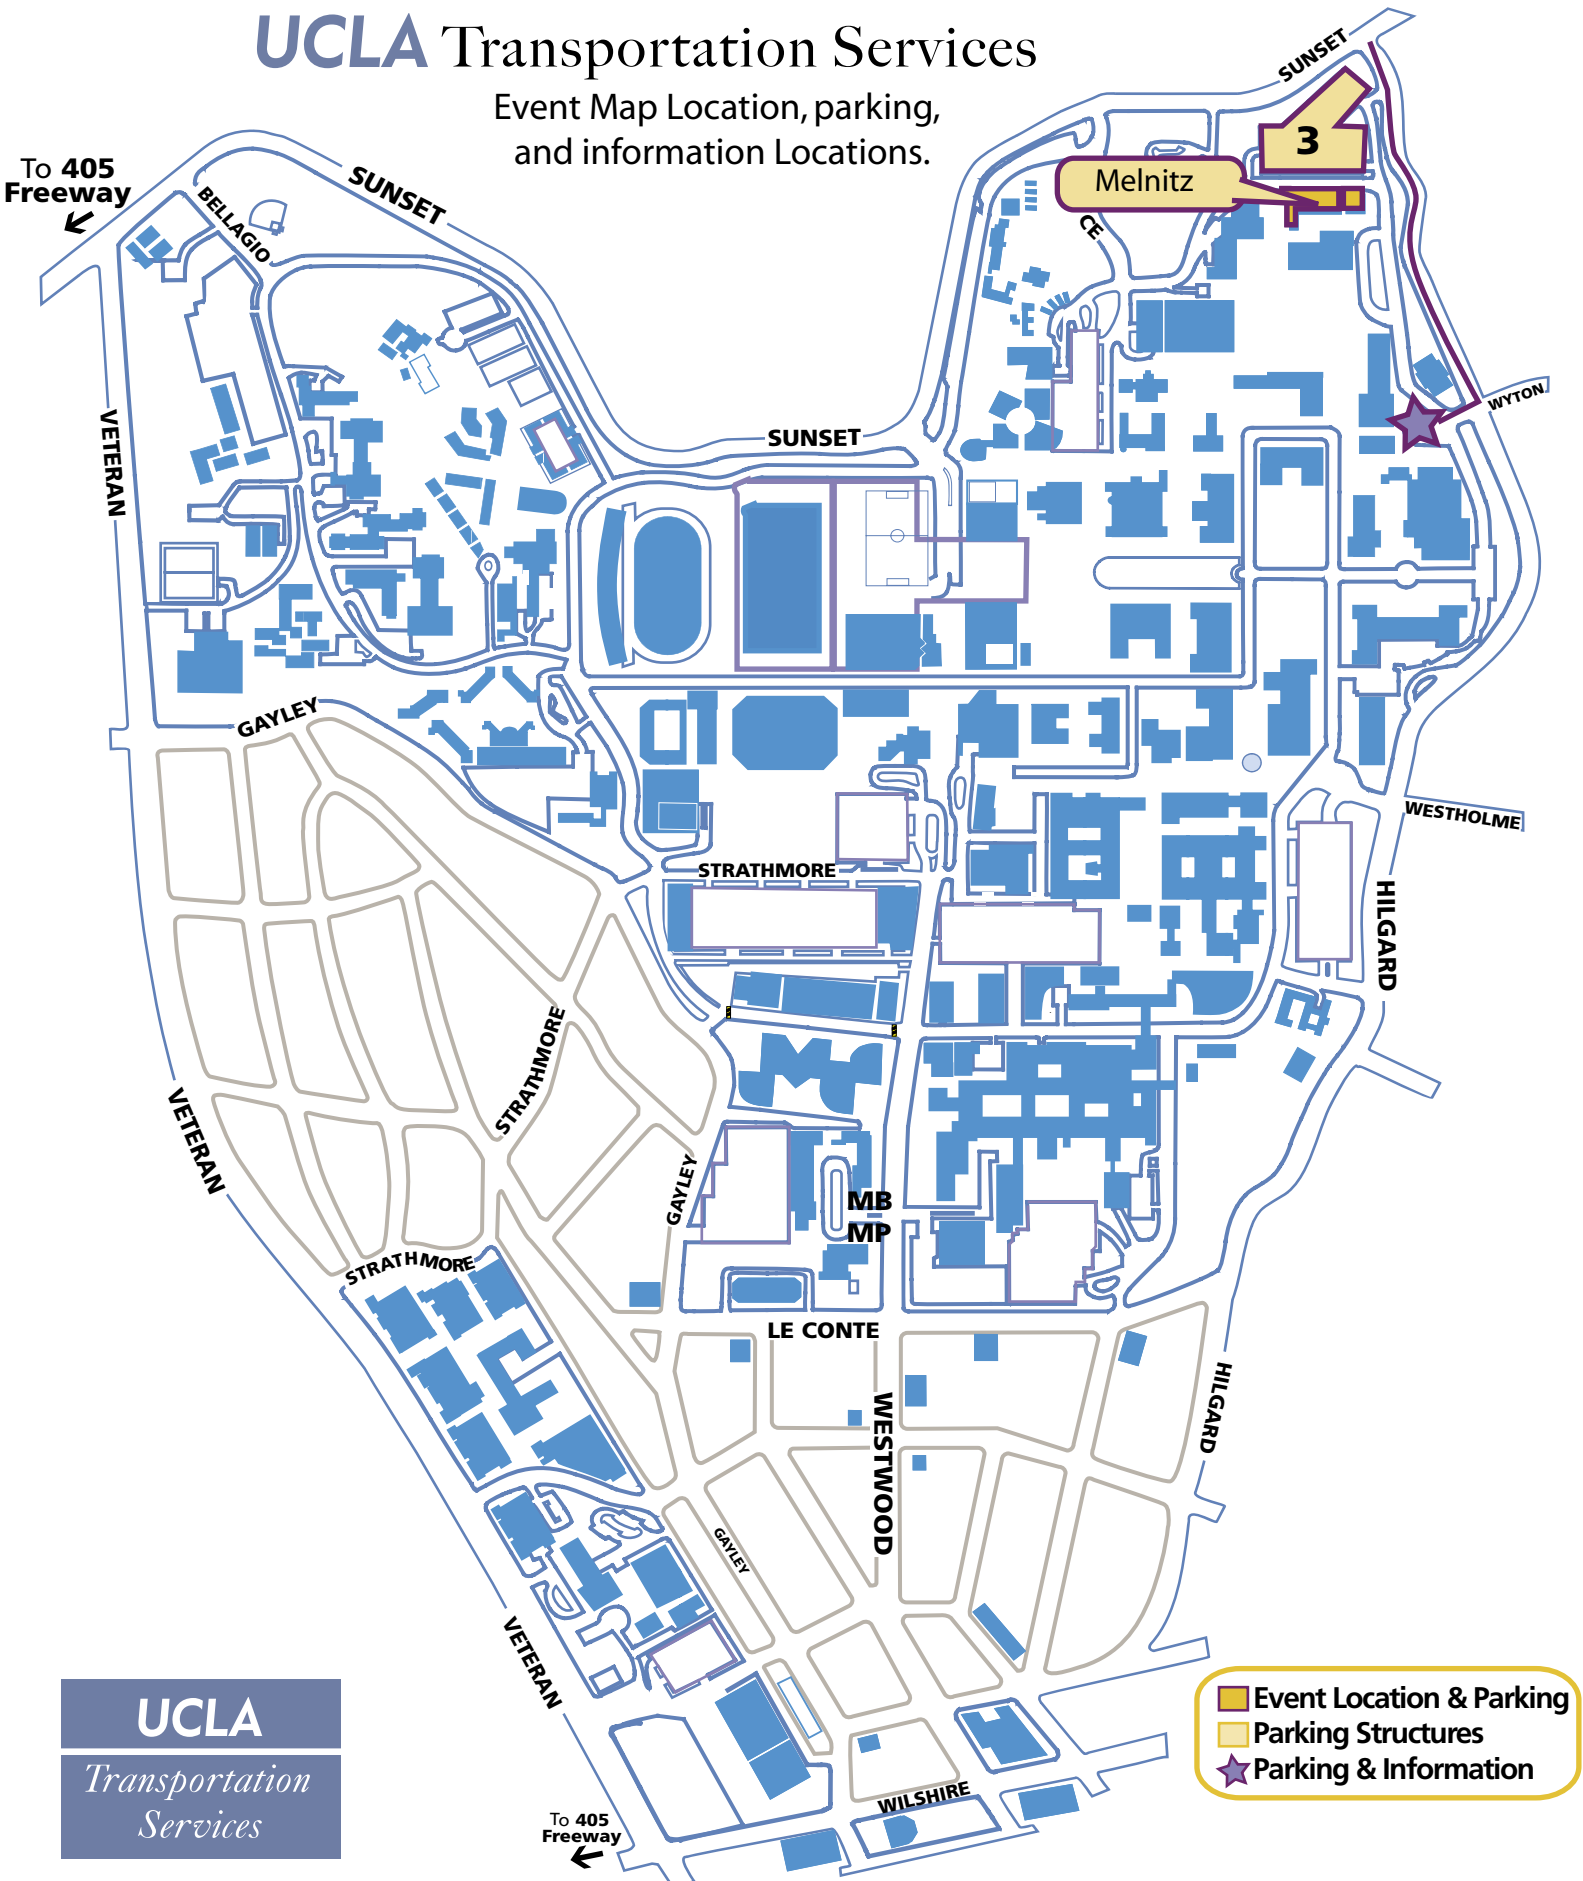 UCLA Transportation Services
Event Map Location, parking,
and information Locations.
To 405
Freeway
SUNSET
BELLAGIO
SUNSET
3
Melnitz
CE
VETERAN
SUNSET
WYTON
GAYLEY
STRATHMORE
WESTHOLME
HILGARD
STRATHMORE
VETERAN
GAYLEY
MB
MP
STRATHMORE
LE CONTE
HILGARD
WESTWOOD
GAYLEY
VETERAN
WILSHIRE
To 405
Freeway
UCLA
Transportation
Services
Event Location & Parking
Parking Structures
Parking & Information